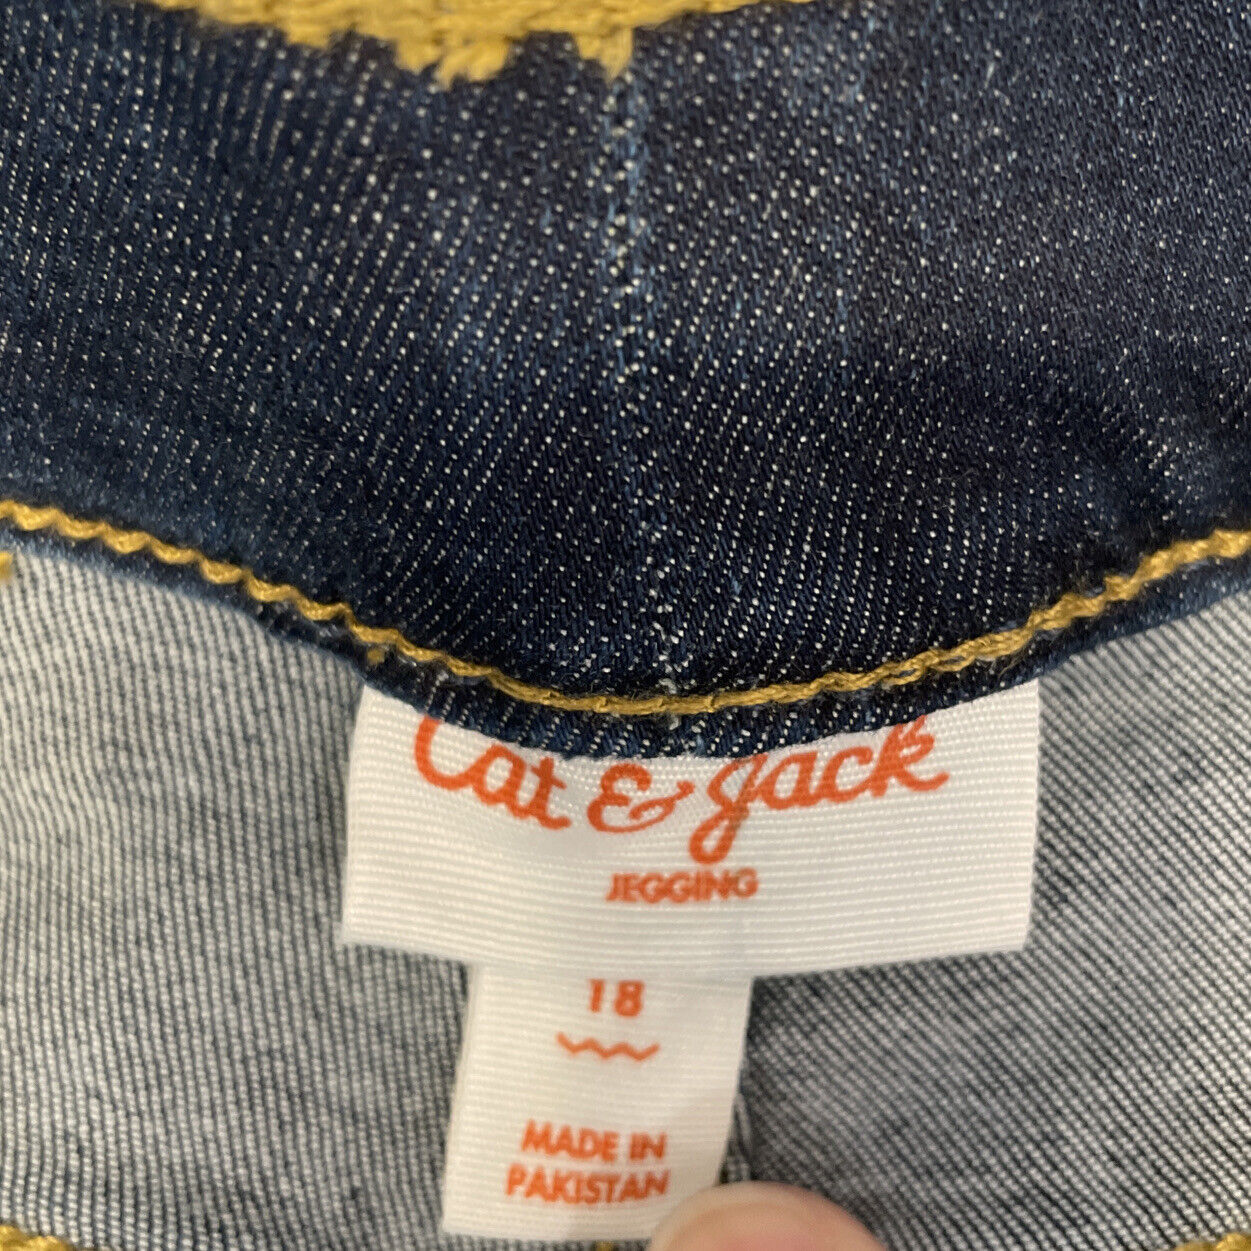 Cat & Jack
JEGGING
18
MADE IN
PAKISTAN